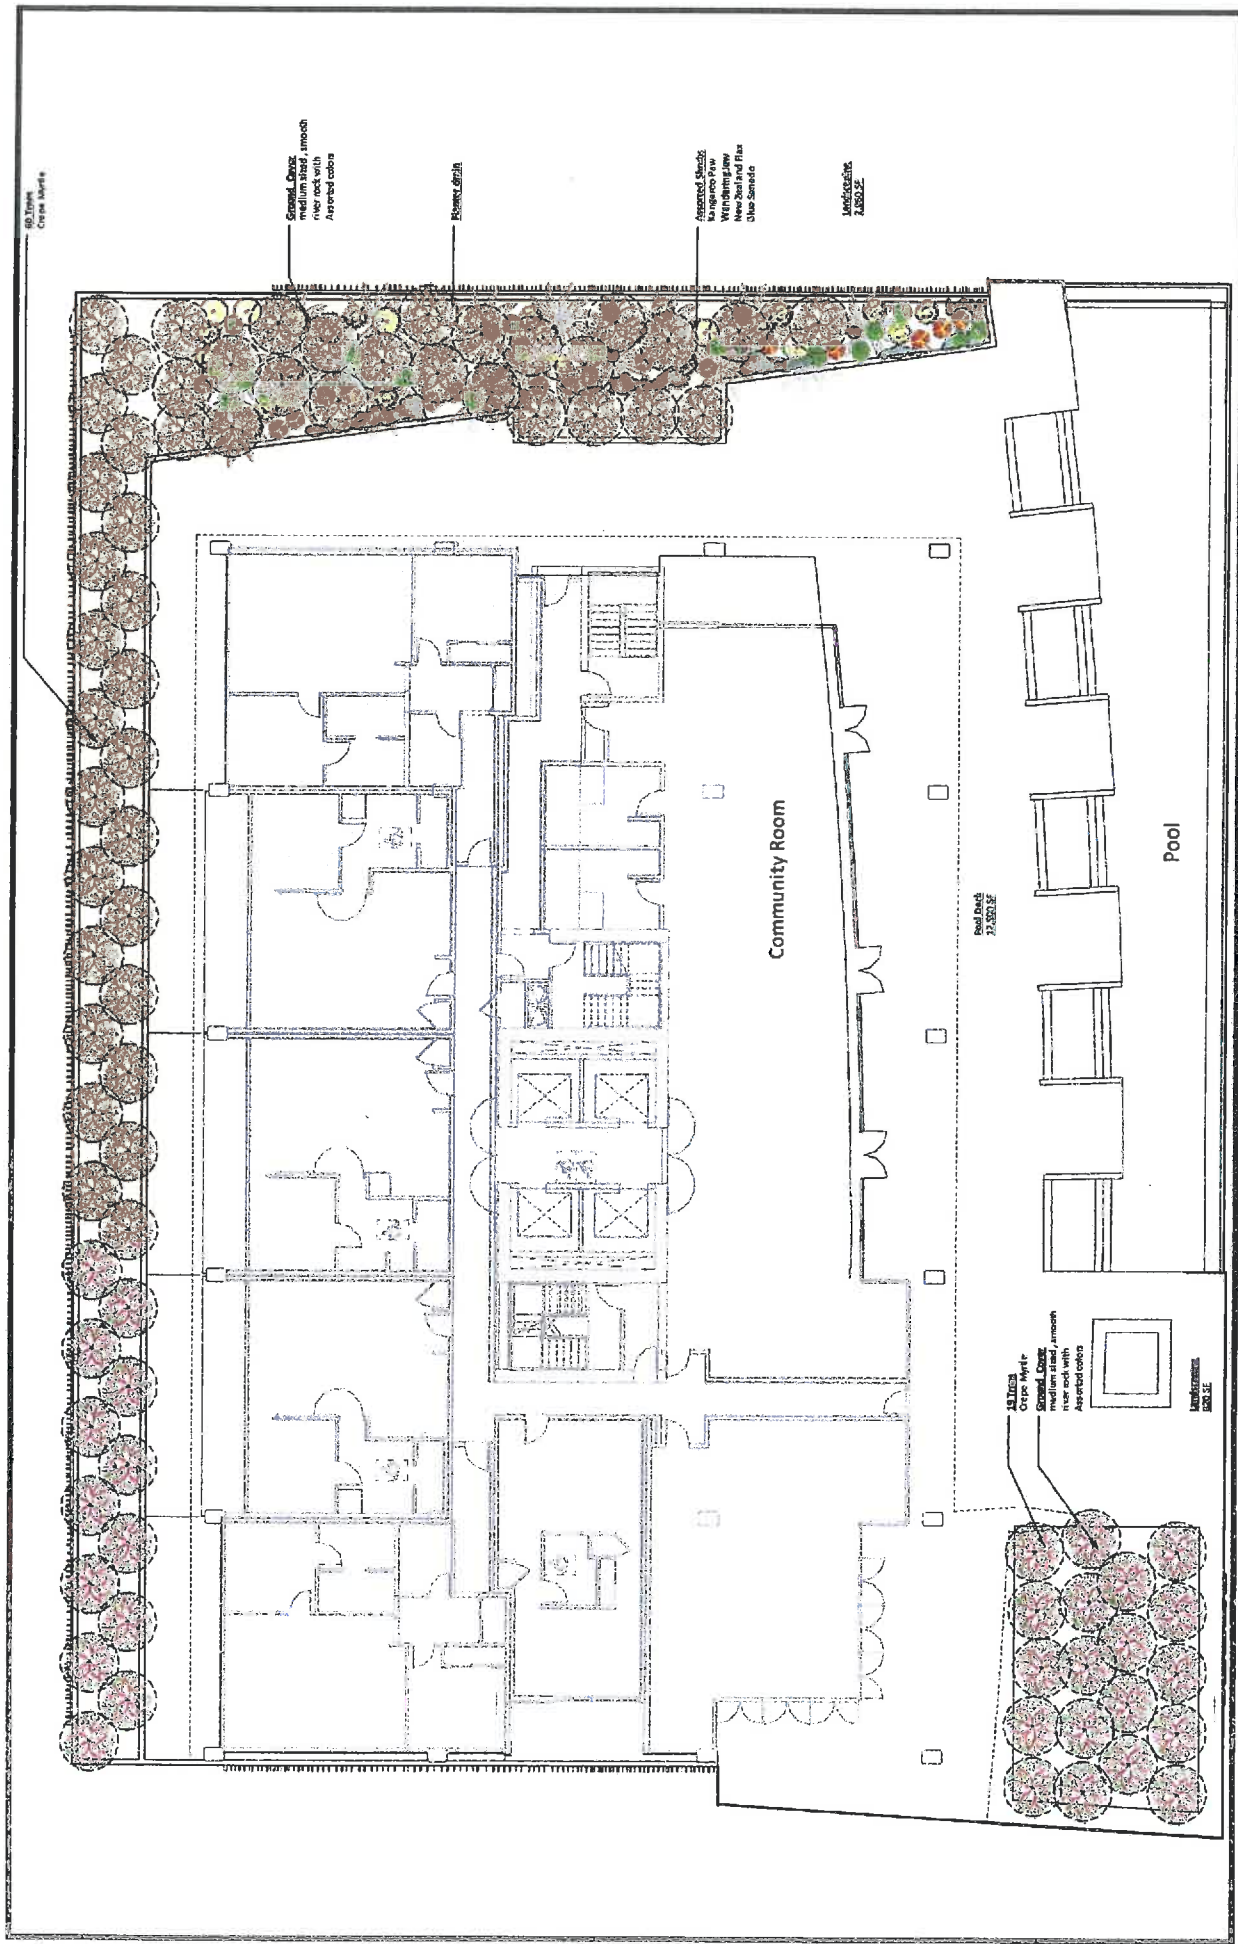 60 Trees
Crepe Myrtle
Ground Cover
medium sized, smooth
river rock with
Assorted colors
Planter drain
Assorted Shrubs
Kangaroo Paw
Wandering Jew
New Zealand Flax
Blue Senecio
Landscaping
Community Room
Pool Deck
Pool
19 Trees
Crepe Myrtle
Ground Cover
medium sized, smooth
river rock with
Assorted colors
Landscaping